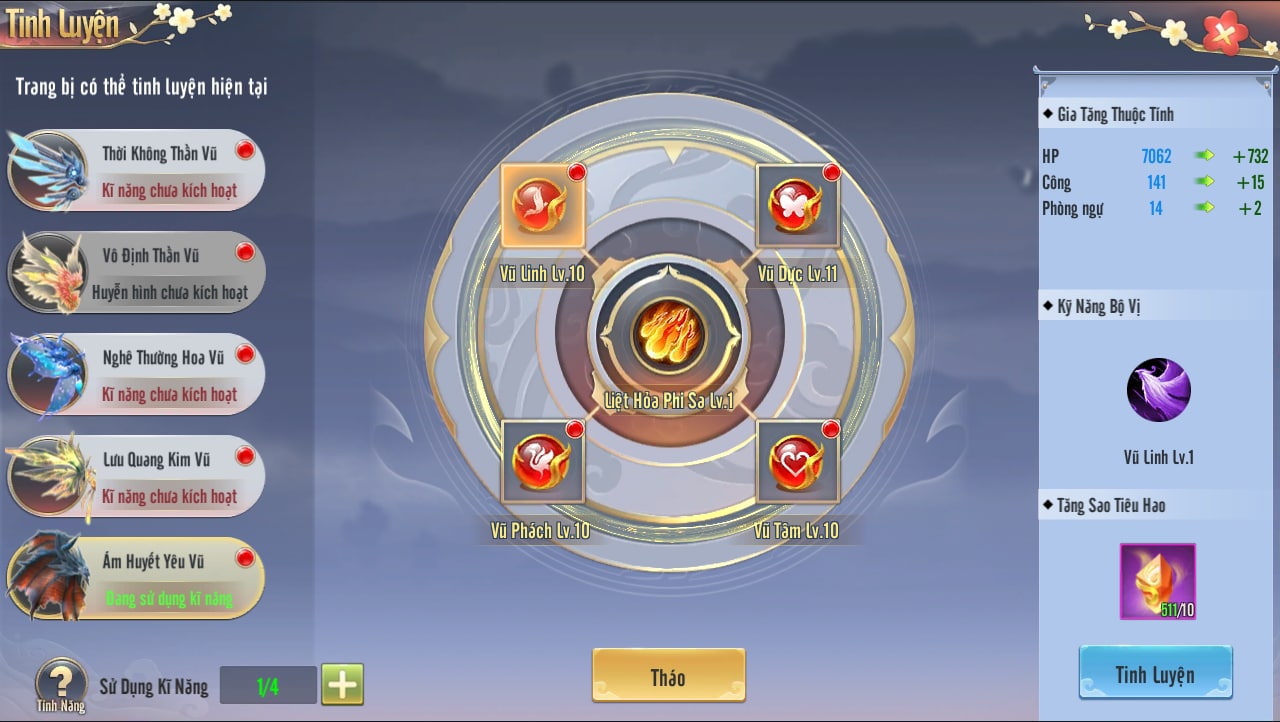 Tinh Luyện
Trang bị có thể tinh luyện hiện tại
Thời Không Thần Vũ
Kĩ năng chưa kích hoạt
Vô Định Thần Vũ
Huyễn hình chưa kích hoạt
Nghê Thường Hoa Vũ
Kĩ năng chưa kích hoạt
Lưu Quang Kim Vũ
Kĩ năng chưa kích hoạt
Ám Huyết Yêu Vũ
Đang sử dụng kĩ năng
?
Tính Năng
Sử Dụng Kĩ Năng
1/4
Vũ Linh Lv.10
Vũ Dực Lv.11
Liệt Hỏa Phi Sa Lv.1
Vũ Phách Lv.10
Vũ Tâm Lv.10
Tháo
Gia Tăng Thuộc Tính
HP 7062 +732
Công 141 +15
Phòng ngự 14 +2
Kỹ Năng Bộ Vị
Vũ Linh Lv.1
Tăng Sao Tiêu Hao
511/10
Tinh Luyện